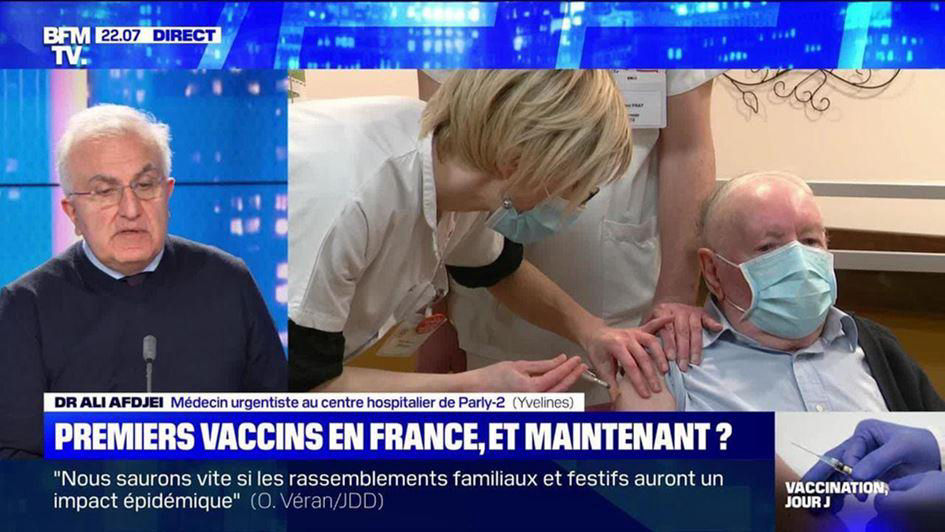 BFM
TV.
22.07 DIRECT
PRAT
DR ALI AFDJEI Médecin urgentiste au centre hospitalier de Parly-2 (Yvelines)
PREMIERS VACCINS EN FRANCE, ET MAINTENANT ?
"Nous saurons vite si les rassemblements familiaux et festifs auront un
impact épidémique" (O. Véran/JDD)
VACCINATION,
JOUR J